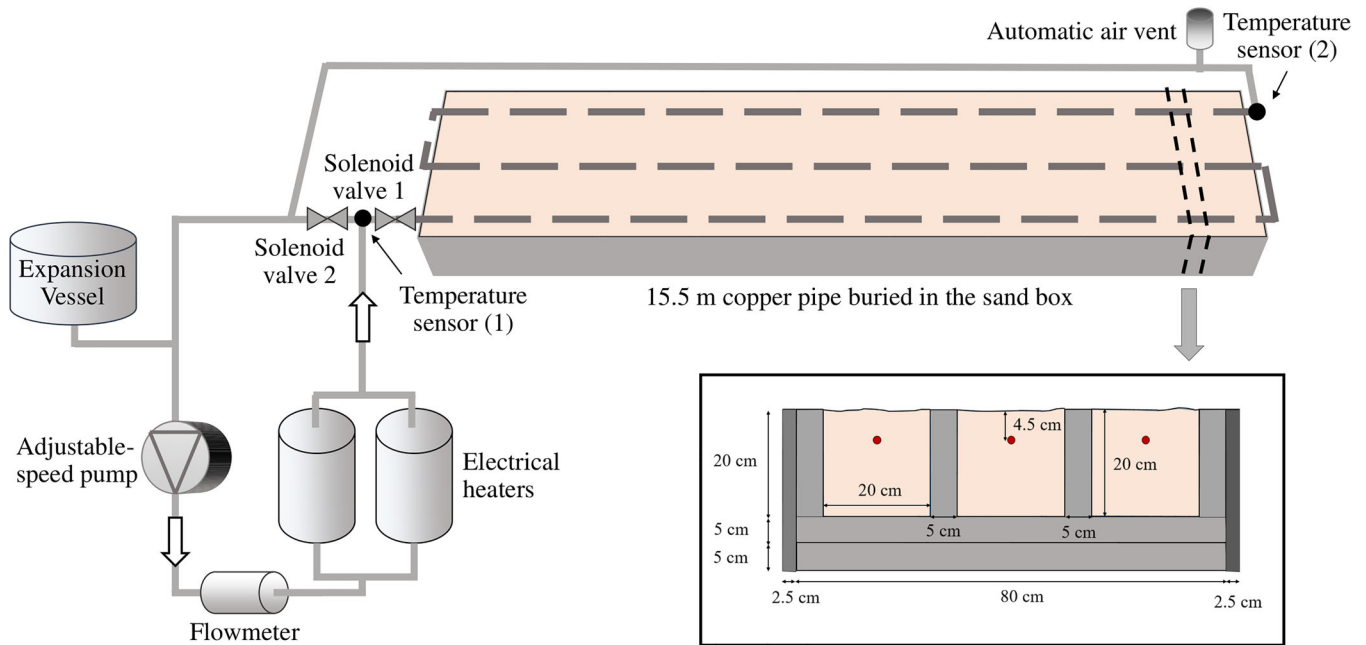 Automatic air vent
Temperature
sensor (2)
Solenoid
valve 1
Solenoid
valve 2
Expansion
Vessel
Temperature
sensor (1)
15.5 m copper pipe buried in the sand box
Adjustable-
speed pump
Electrical
heaters
Flowmeter
4.5 cm
20 cm
20 cm
20 cm
5 cm
5 cm
5 cm
5 cm
2.5 cm
80 cm
2.5 cm